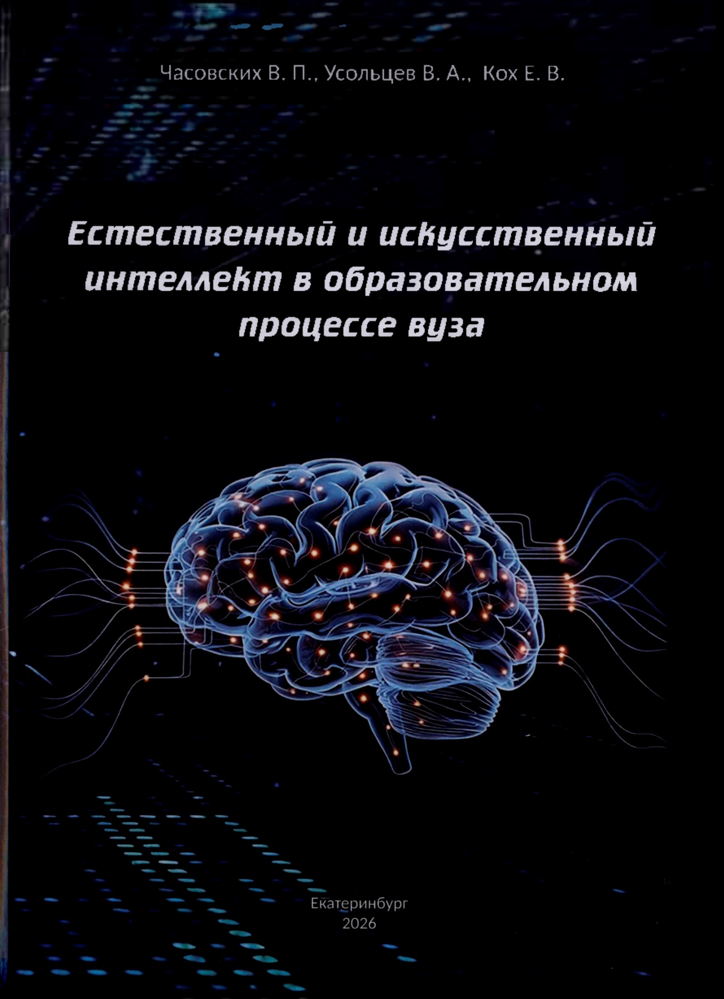 Часовских В. П., Усольцев В. А., Кох Е. В.
Естественный и искусственный
интеллект в образовательном
процессе вуза
Екатеринбург
2026